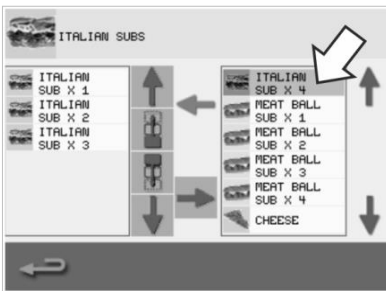 ITALIAN SUBS
ITALIAN
SUB X 1
ITALIAN
SUB X 2
ITALIAN
SUB X 3
ITALIAN
SUB X 4
MEAT BALL
SUB X 1
MEAT BALL
SUB X 2
MEAT BALL
SUB X 3
MEAT BALL
SUB X 4
CHEESE